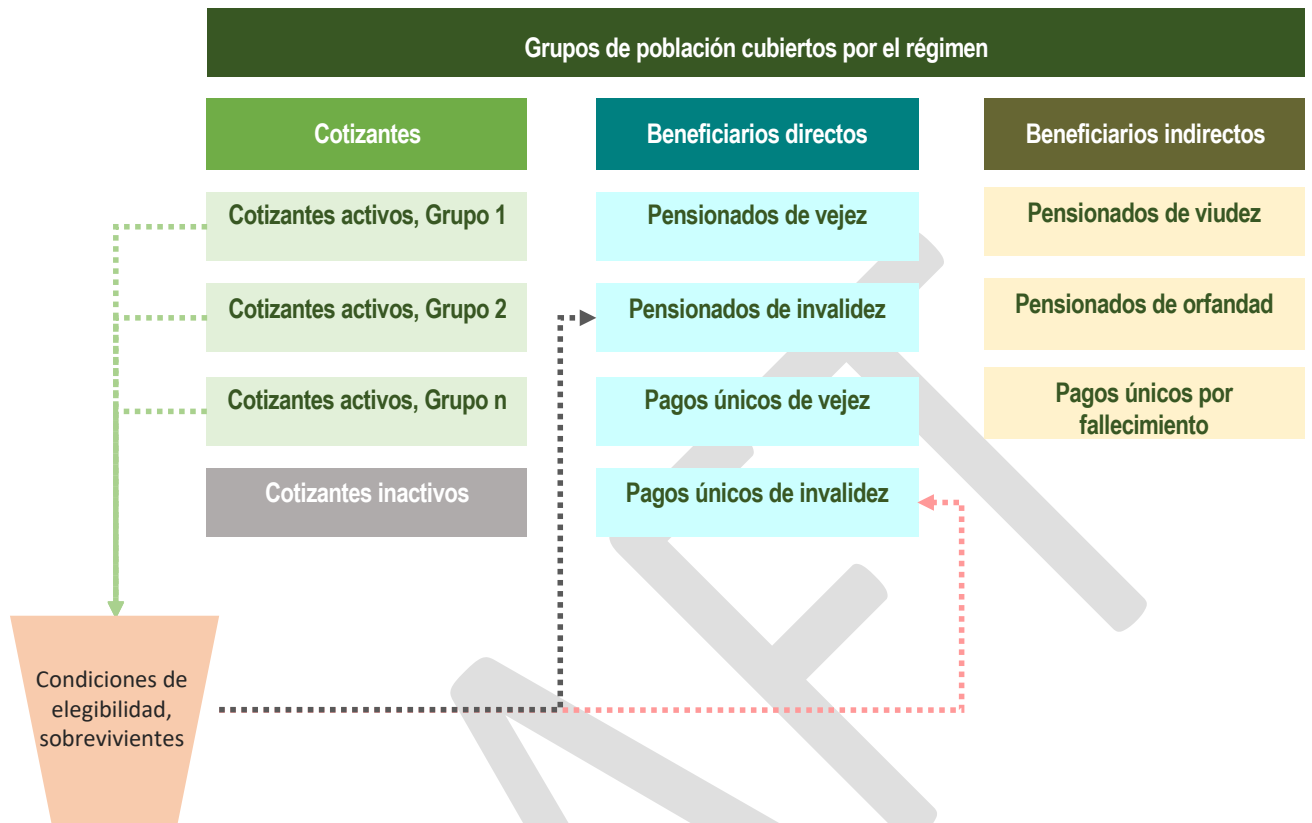 Grupos de población cubiertos por el régimen
Cotizantes
Beneficiarios directos
Beneficiarios indirectos
Cotizantes activos, Grupo 1
Pensionados de vejez
Pensionados de viudez
Cotizantes activos, Grupo 2
Pensionados de invalidez
Pensionados de orfandad
Cotizantes activos, Grupo n
Pagos únicos de vejez
Pagos únicos por
fallecimiento
Cotizantes inactivos
Pagos únicos de invalidez
Condiciones de
elegibilidad,
sobrevivientes